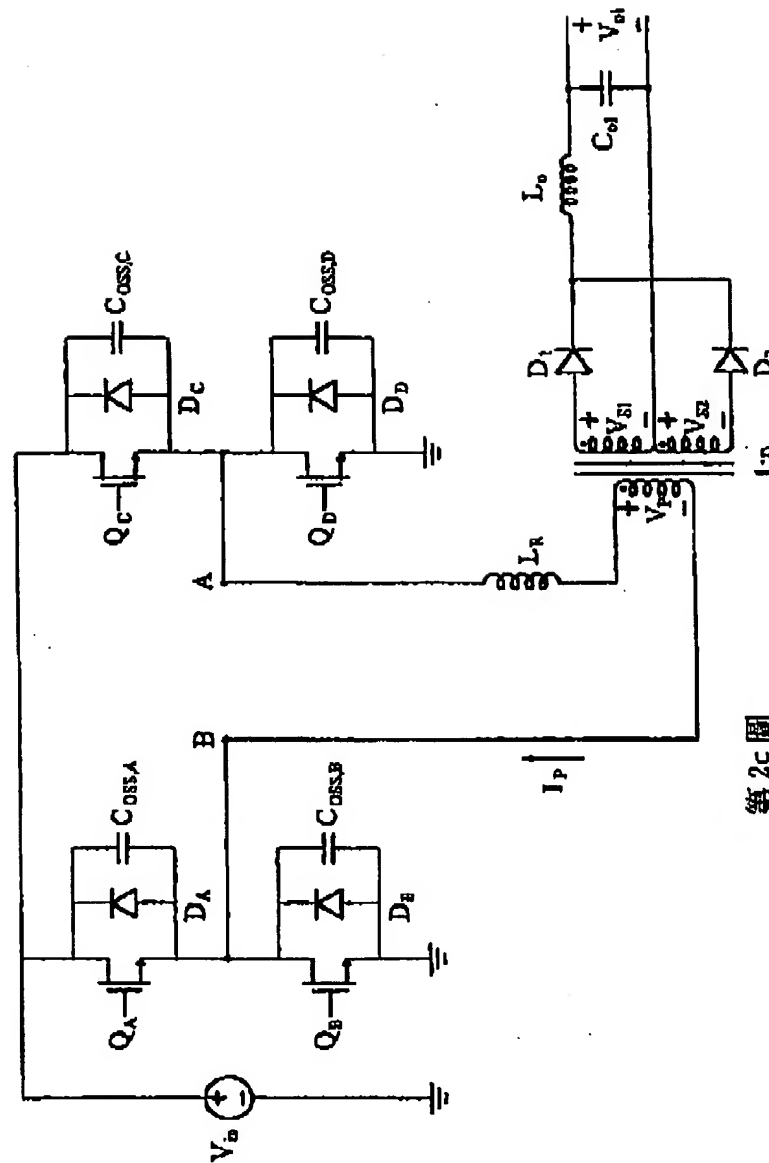 V_in
Q_A
D_A
C_OSS,A
Q_B
C_OSS,B
B
I_P
Q_C
D_C
C_OSS,C
Q_D
D_D
C_OSS,D
A
L_R
V_P
V_S1
V_S2
D_1
L_o
C_o1
V_o1
+
−
第 2c 圖